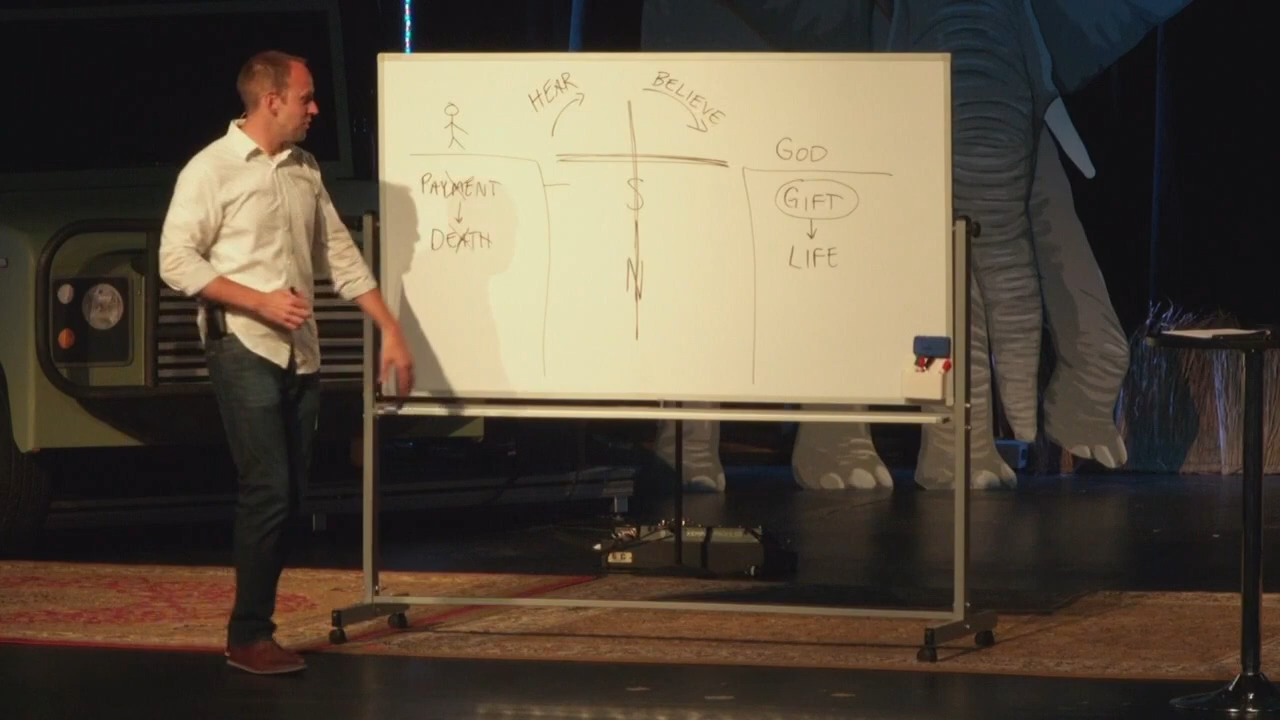 HEAR
BELIEVE
GOD
PAYMENT
DEATH
S
I
N
GIFT
LIFE